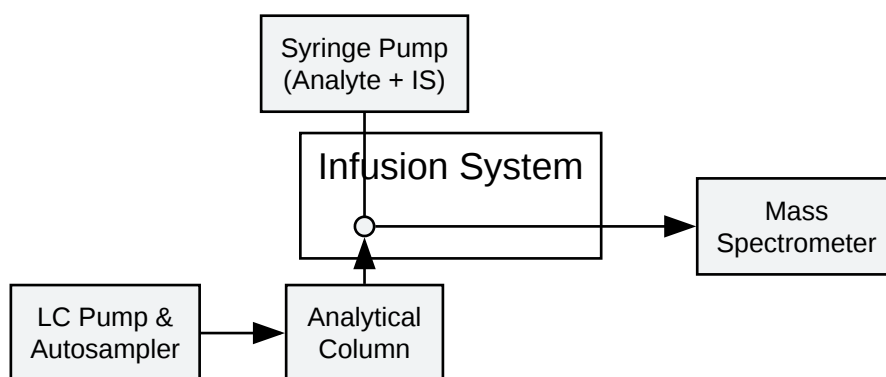 Syringe Pump
(Analyte + IS)
Infusion System
Mass
Spectrometer
LC Pump &
Autosampler
Analytical
Column